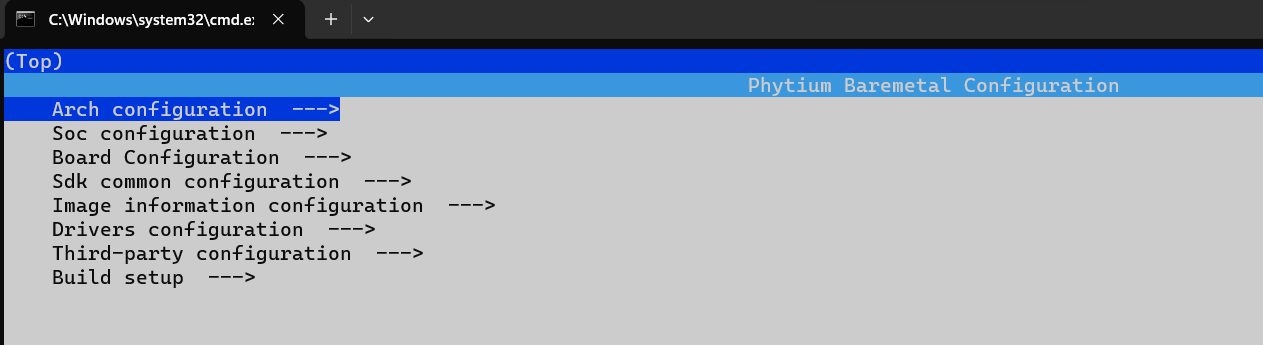 C:\Windows\system32\cmd.e
(Top)
Phytium Baremetal Configuration
Arch configuration --->
Soc configuration --->
Board Configuration --->
Sdk common configuration --->
Image information configuration --->
Drivers configuration --->
Third-party configuration --->
Build setup --->